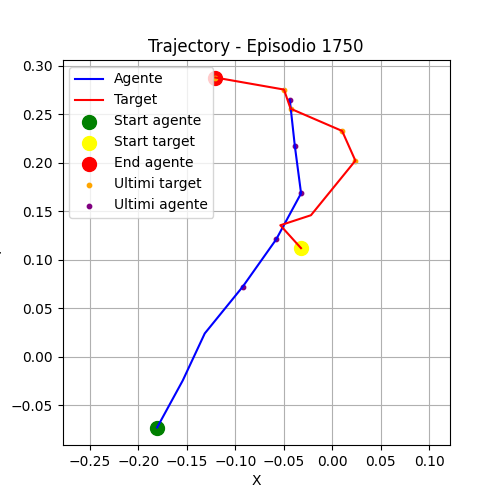 Trajectory - Episodio 1750
Agente
Target
Start agente
Start target
End agente
Ultimi target
Ultimi agente
0.30
0.25
0.20
0.15
0.10
0.05
0.00
−0.05
−0.25 −0.20 −0.15 −0.10 −0.05 0.00 0.05 0.10
X